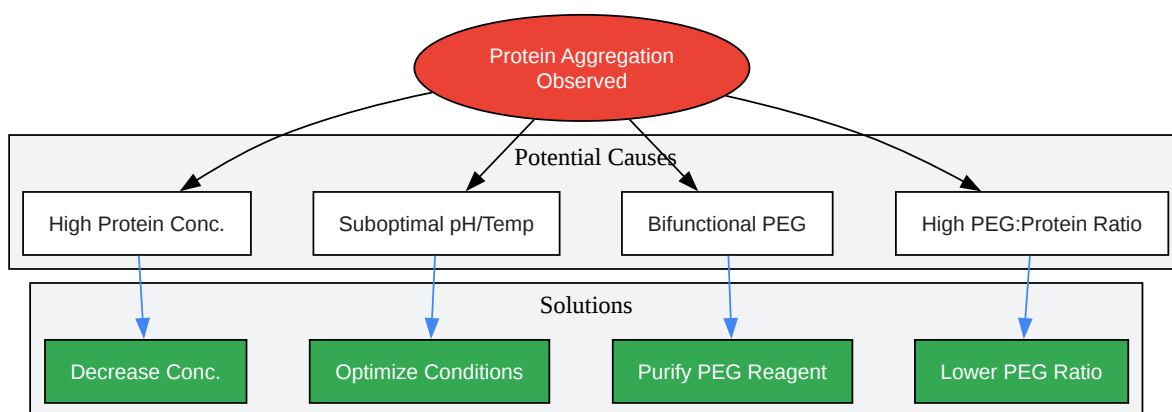 Protein Aggregation
Observed
Potential Causes
High Protein Conc.
Suboptimal pH/Temp
Bifunctional PEG
High PEG:Protein Ratio
Solutions
Decrease Conc.
Optimize Conditions
Purify PEG Reagent
Lower PEG Ratio